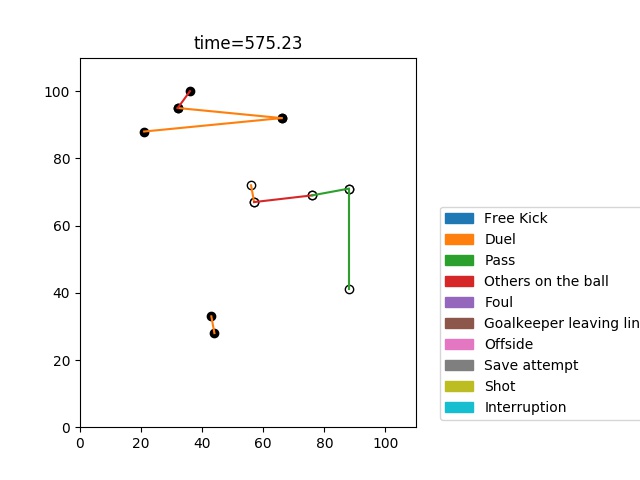 time=575.23
100
80
60
40
20
0
0 20 40 60 80 100
Free Kick
Duel
Pass
Others on the ball
Foul
Goalkeeper leaving lin
Offside
Save attempt
Shot
Interruption